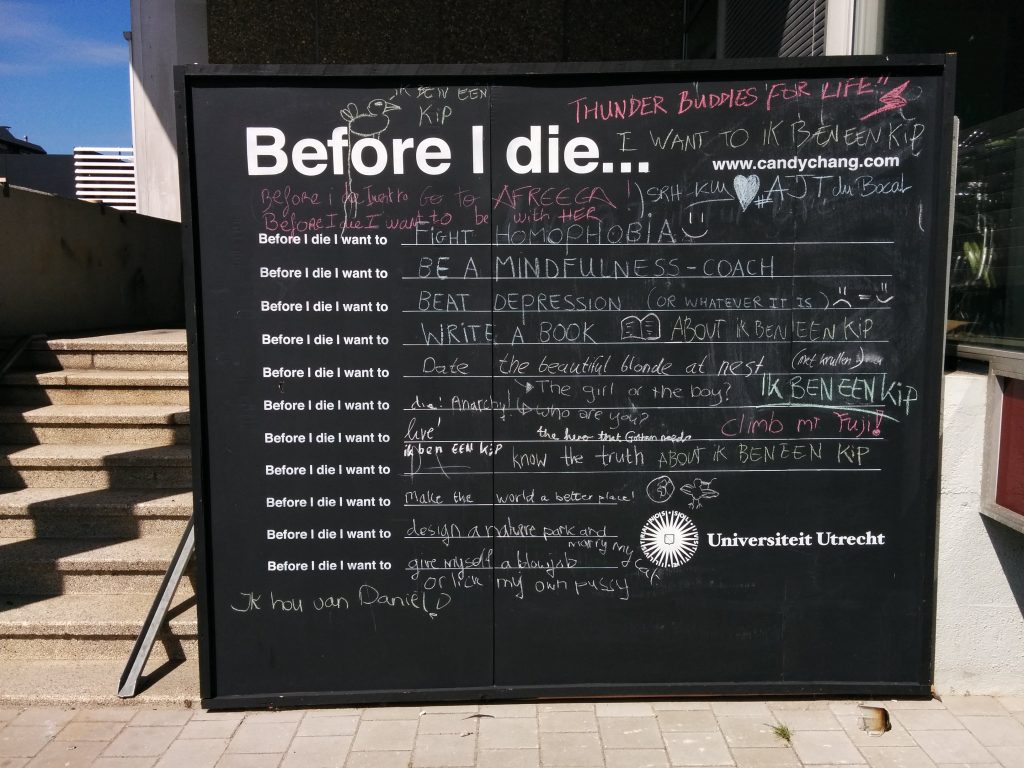 iK BEN EEN
KiP
THUNDER BUDDIES FOR LIFE!!
I WANT TO iK BEN EEN KiP
Before I die...
www.candychang.com
Before i die I want to Go to AFREECA!
SRH KUU #AJT du Bocal
Before I die I want to be with HER
Before I die I want to FIGHT HOMOPHOBIA
Before I die I want to BE A MINDFULNESS-COACH
Before I die I want to BEAT DEPRESSION (OR WHATEVER IT IS) :( = :)
Before I die I want to WRITE A BOOK ABOUT iK BEN EEN KiP
Before I die I want to Date the beautiful blonde at nest (met krullen)
The girl or the boy? iK BEN EEN KiP
Before I die I want to die! Anarchy! who are you?
Before I die I want to live! the hero that Gotham needs Climb mt Fuji!
ik ben EEN KiP
Before I die I want to know the truth ABOUT iK BEN EEN KiP
Before I die I want to make the world a better place!
Before I die I want to design a nature park and
marry my cat
Before I die I want to give myself a blowjob
or lick my own pussy
Universiteit Utrecht
Ik hou van Daniël D